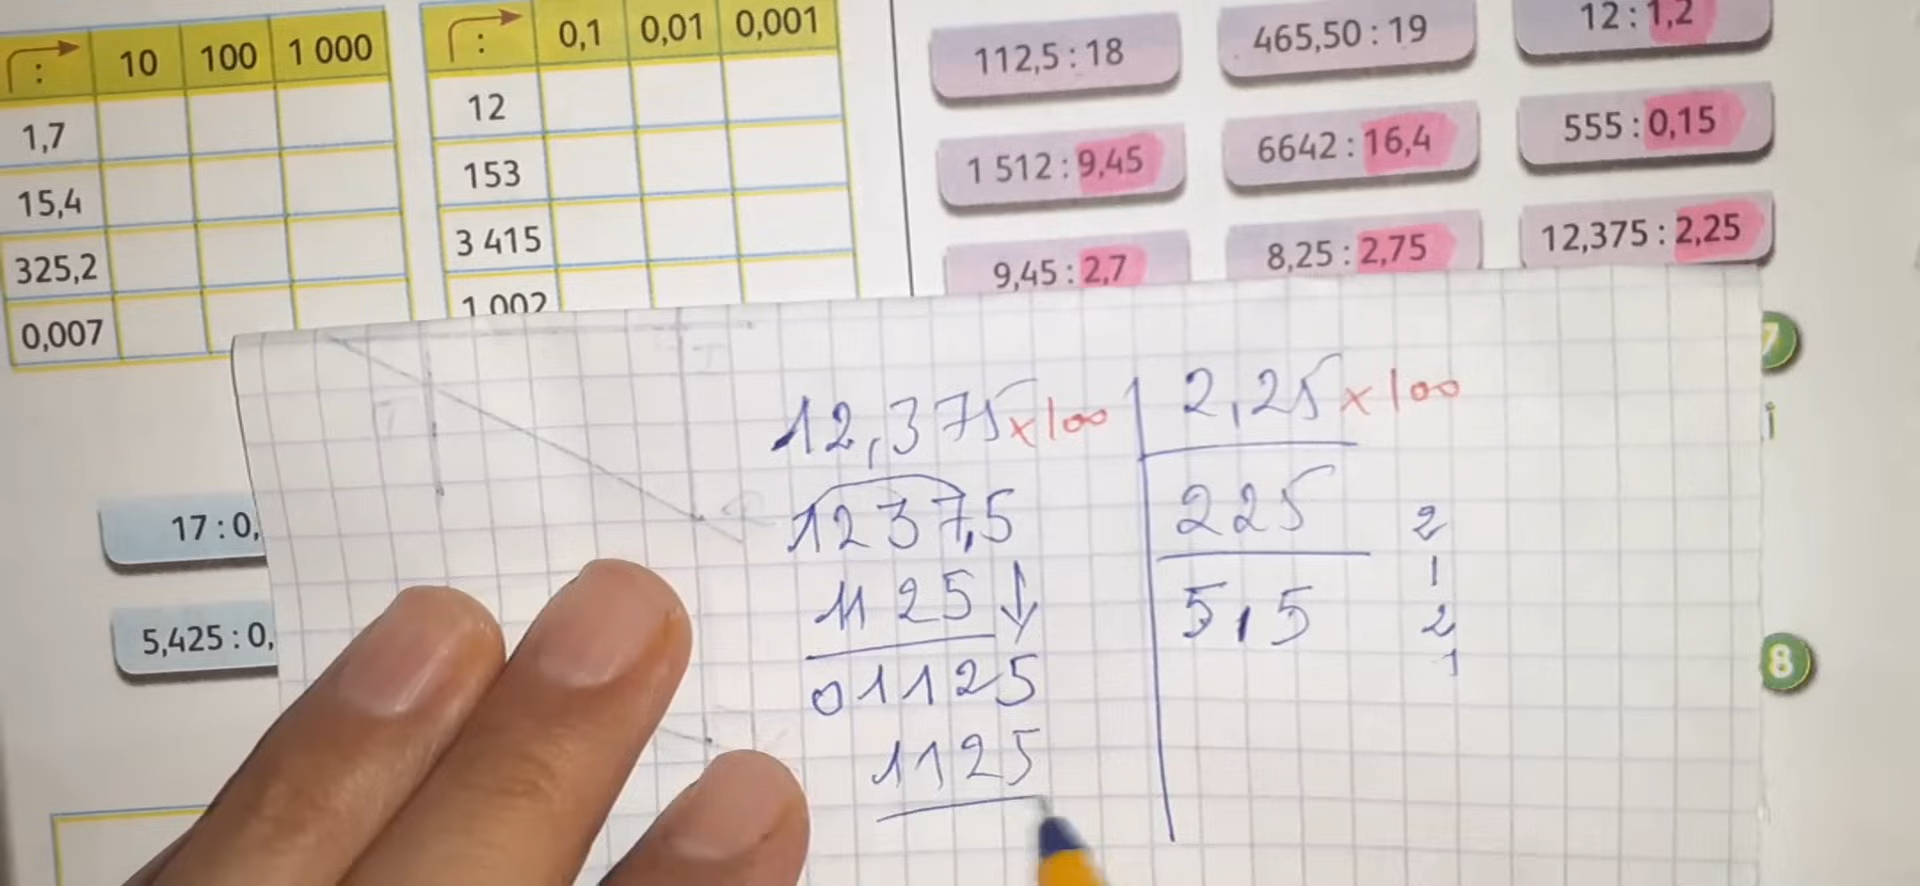 : 10 100 1 000
1,7
15,4
325,2
0,007
: 0,1 0,01 0,001
12
153
3 415
1 002
112,5 : 18
465,50 : 19
12 : 1,2
1 512 : 9,45
6642 : 16,4
555 : 0,15
9,45 : 2,7
8,25 : 2,75
12,375 : 2,25
17 : 0,
5,425 : 0,
7
8
12,375 x100
2,25 x100
1237,5
225
1125
5,5
01125
1125
2
1
2
1